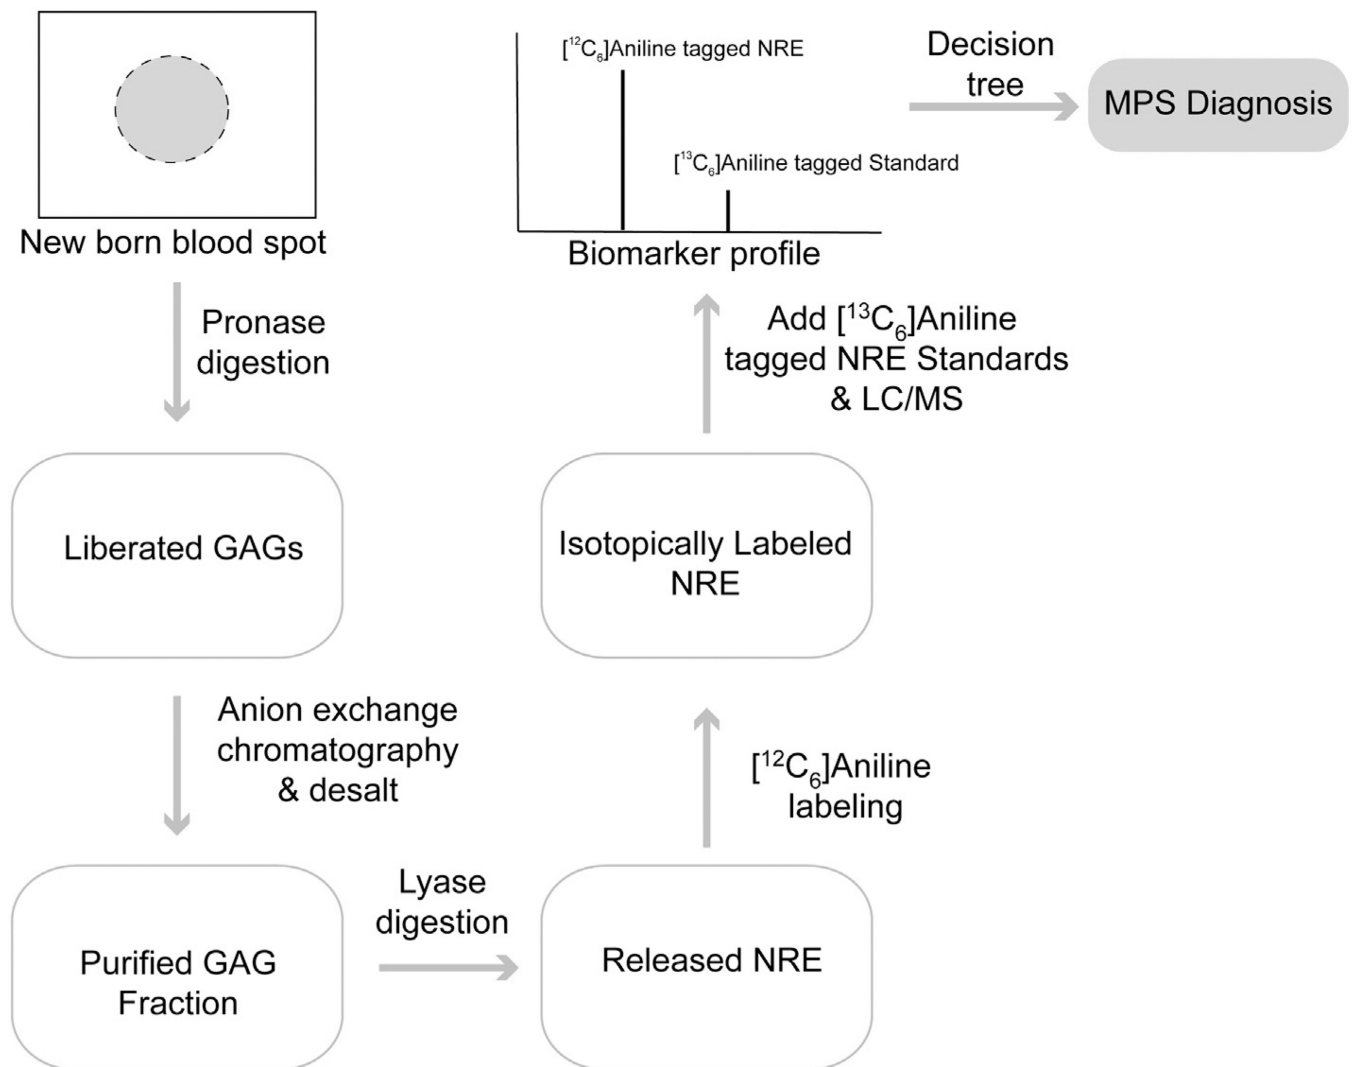 New born blood spot
Pronase
digestion
Liberated GAGs
Anion exchange
chromatography
& desalt
Purified GAG
Fraction
Lyase
digestion
Released NRE
[¹²C₆]Aniline
labeling
Isotopically Labeled
NRE
Add [¹³C₆]Aniline
tagged NRE Standards
& LC/MS
[¹²C₆]Aniline tagged NRE
[¹³C₆]Aniline tagged Standard
Biomarker profile
Decision
tree
MPS Diagnosis